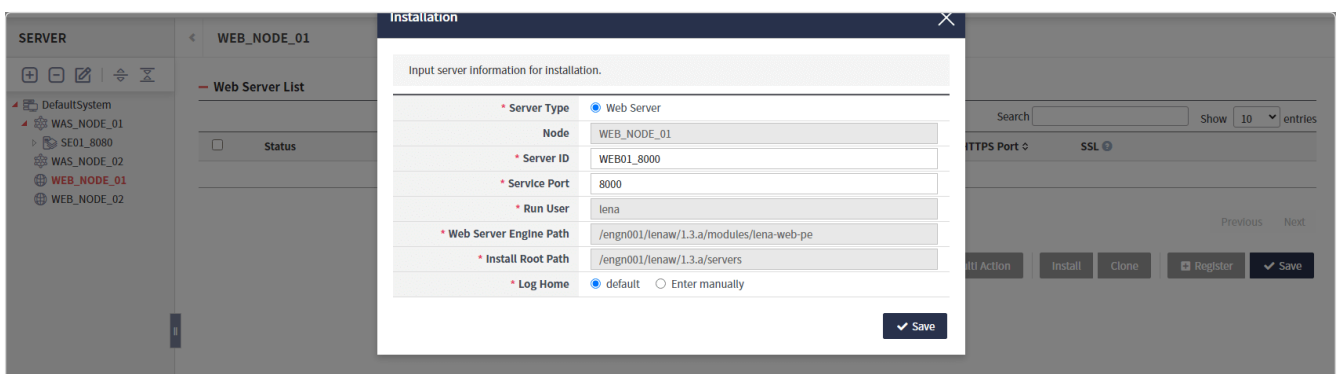 Installation
SERVER
WEB_NODE_01
Input server information for installation.
Web Server List
DefaultSystem
WAS_NODE_01
SE01_8080
WAS_NODE_02
WEB_NODE_01
WEB_NODE_02
* Server Type Web Server
Node WEB_NODE_01
* Server ID WEB01_8000
* Service Port 8000
* Run User lena
* Web Server Engine Path /engn001/lenaw/1.3.a/modules/lena-web-pe
* Install Root Path /engn001/lenaw/1.3.a/servers
* Log Home default Enter manually
Save
Search Show 10 entries
Status HTTPS Port SSL
Previous Next
Action Install Clone Register Save